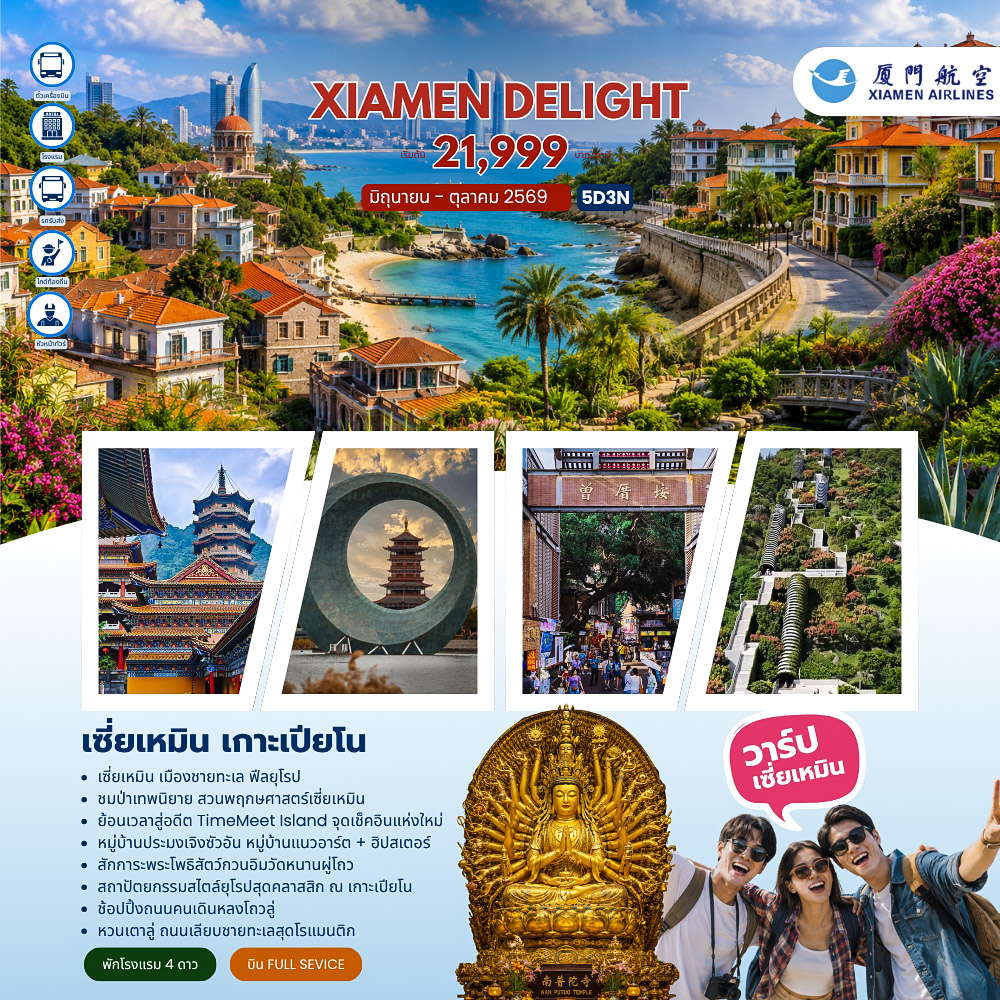 XIAMEN DELIGHT
เริ่มต้น 21,999 บาท
มิถุนายน - ตุลาคม 2569 5D3N
厦門航空
XIAMEN AIRLINES
ตั๋วเครื่องบิน
โรงแรม
รถรับส่ง
ไกด์ท้องถิ่น
หัวหน้าทัวร์
曾厝垵
เซี่ยเหมิน เกาะเปียโน
• เซี่ยเหมิน เมืองชายทะเล ฟีลยุโรป
• ชมป่าเทพนิยาย สวนพฤกษศาสตร์เซี่ยเหมิน
• ย้อนเวลาสู่อดีต TimeMeet Island จุดเช็คอินแห่งใหม่
• หมู่บ้านประมงเจิงซัวอัน หมู่บ้านแนวอาร์ต + ฮิปสเตอร์
• สักการะพระโพธิสัตว์กวนอิมวัดหนานผู่โถว
• สถาปัตยกรรมสไตล์ยุโรปสุดคลาสสิก ณ เกาะเปียโน
• ช้อปปิ้งถนนคนเดินหลงโถวลู่
• หวนเตาลู่ ถนนเลียบชายทะเลสุดโรแมนติก
พักโรงแรม 4 ดาว
บิน FULL SEVICE
วาร์ป
เซี่ยเหมิน
南普陀寺
NAN PUTUO TEMPLE